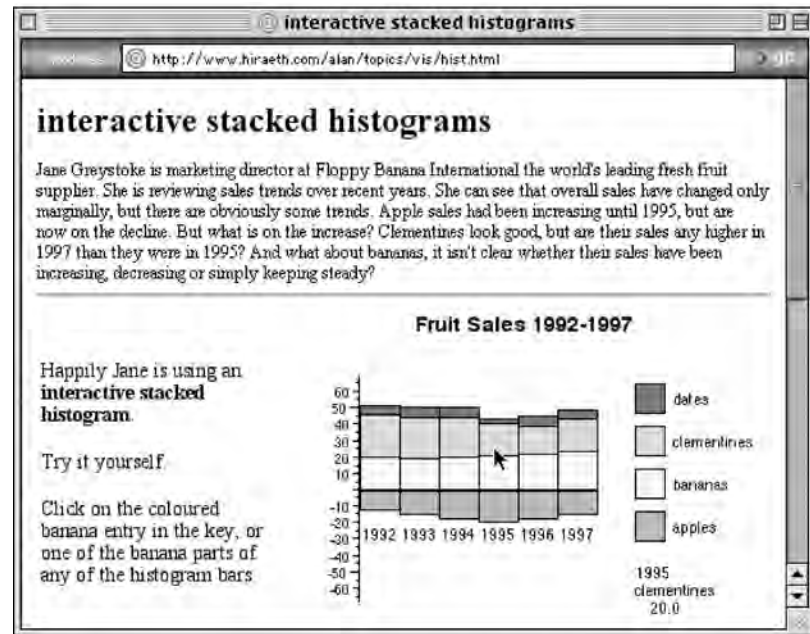 interactive stacked histograms
http://www.hiraeth.com/alan/topics/vis/hist.html
interactive stacked histograms
Jane Greystoke is marketing director at Floppy Banana International the world's leading fresh fruit
supplier. She is reviewing sales trends over recent years. She can see that overall sales have changed only
marginally, but there are obviously some trends. Apple sales had been increasing until 1995, but are
now on the decline. But what is on the increase? Clementines look good, but are their sales any higher in
1997 than they were in 1995? And what about bananas, it isn't clear whether their sales have been
increasing, decreasing or simply keeping steady?
Fruit Sales 1992-1997
Happily Jane is using an
interactive stacked
histogram.
Try it yourself
Click on the coloured
banana entry in the key, or
one of the banana parts of
any of the histogram bars
60
50
40
30
20
10
-10
-20
-30
-40
-50
-60
1992 1993 1994 1995 1996 1997
dates
clementines
bananas
apples
1995
clementines
20.0